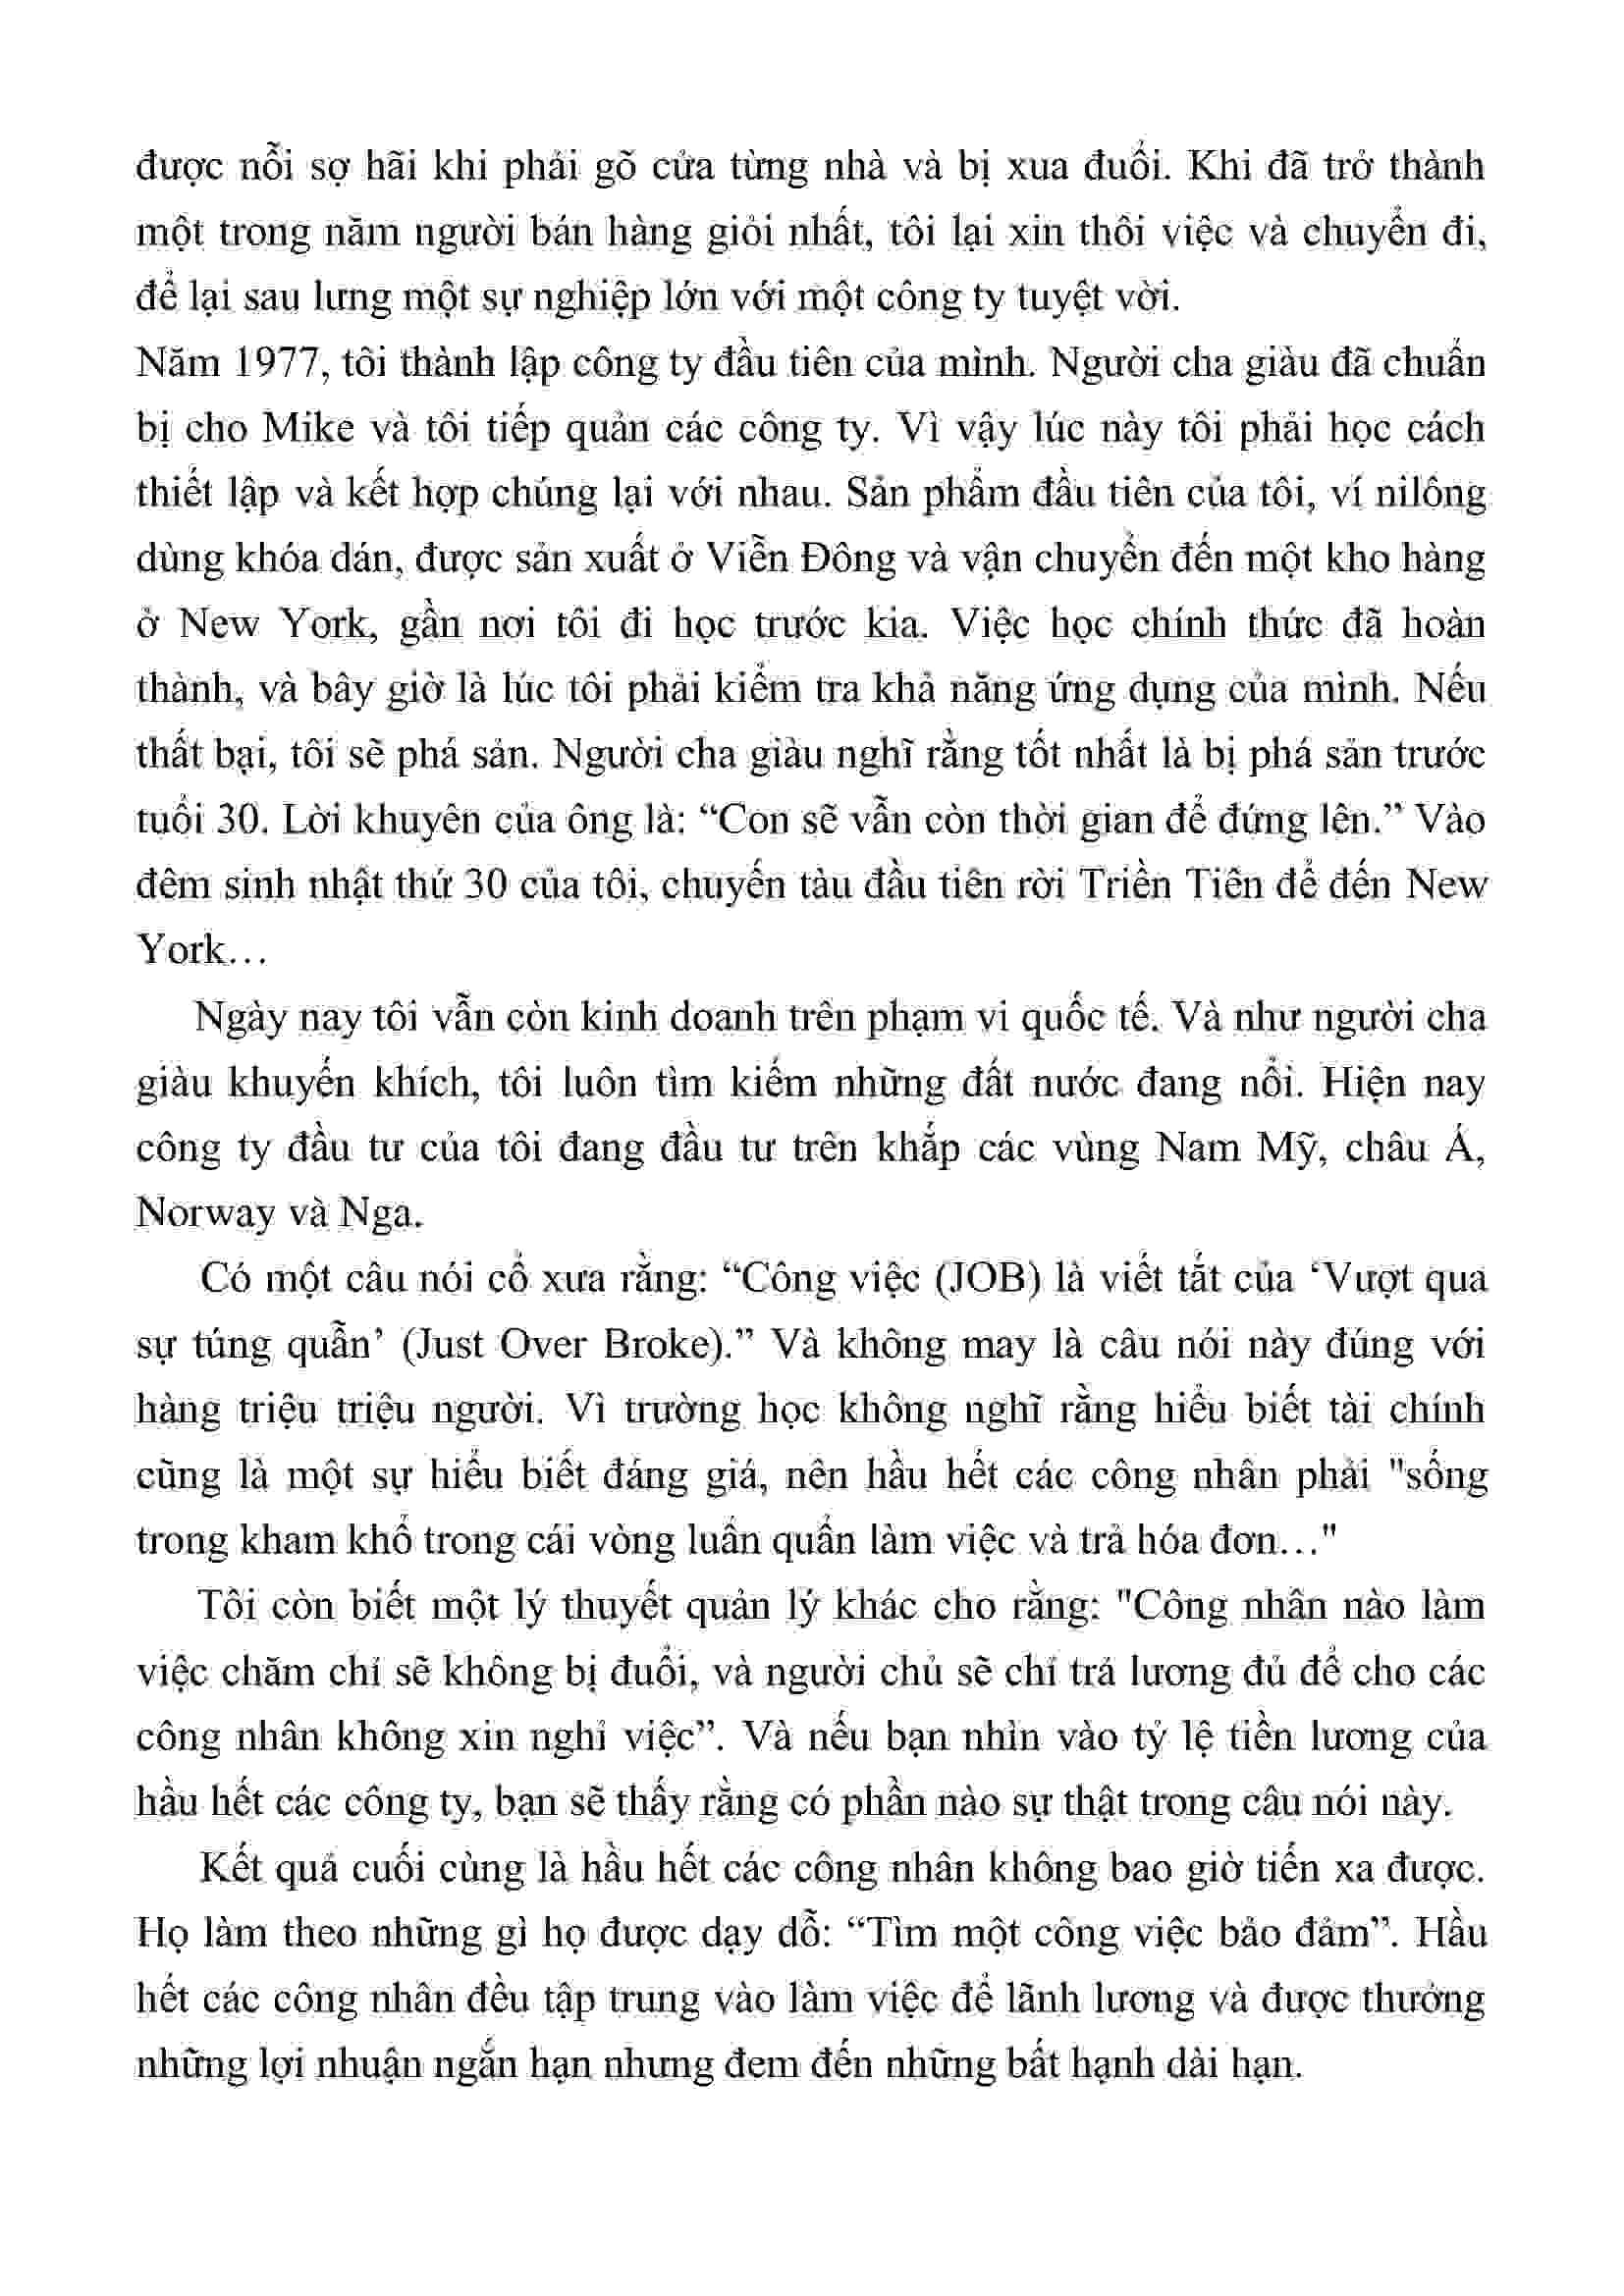 được nỗi sợ hãi khi phải gõ cửa từng nhà và bị xua đuổi. Khi đã trở thành
một trong năm người bán hàng giỏi nhất, tôi lại xin thôi việc và chuyển đi,
để lại sau lưng một sự nghiệp lớn với một công ty tuyệt vời.
Năm 1977, tôi thành lập công ty đầu tiên của mình. Người cha giàu đã chuẩn
bị cho Mike và tôi tiếp quản các công ty. Vì vậy lúc này tôi phải học cách
thiết lập và kết hợp chúng lại với nhau. Sản phẩm đầu tiên của tôi, ví nilông
dùng khóa dán, được sản xuất ở Viễn Đông và vận chuyển đến một kho hàng
ở New York, gần nơi tôi đi học trước kia. Việc học chính thức đã hoàn
thành, và bây giờ là lúc tôi phải kiểm tra khả năng ứng dụng của mình. Nếu
thất bại, tôi sẽ phá sản. Người cha giàu nghĩ rằng tốt nhất là bị phá sản trước
tuổi 30. Lời khuyên của ông là: “Con sẽ vẫn còn thời gian để đứng lên.” Vào
đêm sinh nhật thứ 30 của tôi, chuyến tàu đầu tiên rời Triền Tiên để đến New
York…
Ngày nay tôi vẫn còn kinh doanh trên phạm vi quốc tế. Và như người cha
giàu khuyến khích, tôi luôn tìm kiếm những đất nước đang nổi. Hiện nay
công ty đầu tư của tôi đang đầu tư trên khắp các vùng Nam Mỹ, châu Á,
Norway và Nga.
Có một câu nói cổ xưa rằng: “Công việc (JOB) là viết tắt của ‘Vượt qua
sự túng quẫn’ (Just Over Broke).” Và không may là câu nói này đúng với
hàng triệu triệu người. Vì trường học không nghĩ rằng hiểu biết tài chính
cũng là một sự hiểu biết đáng giá, nên hầu hết các công nhân phải "sống
trong kham khổ trong cái vòng luẩn quẩn làm việc và trả hóa đơn…"
Tôi còn biết một lý thuyết quản lý khác cho rằng: "Công nhân nào làm
việc chăm chỉ sẽ không bị đuổi, và người chủ sẽ chỉ trả lương đủ để cho các
công nhân không xin nghỉ việc”. Và nếu bạn nhìn vào tỷ lệ tiền lương của
hầu hết các công ty, bạn sẽ thấy rằng có phần nào sự thật trong câu nói này.
Kết quả cuối cùng là hầu hết các công nhân không bao giờ tiến xa được.
Họ làm theo những gì họ được dạy dỗ: “Tìm một công việc bảo đảm”. Hầu
hết các công nhân đều tập trung vào làm việc để lãnh lương và được thưởng
những lợi nhuận ngắn hạn nhưng đem đến những bất hạnh dài hạn.